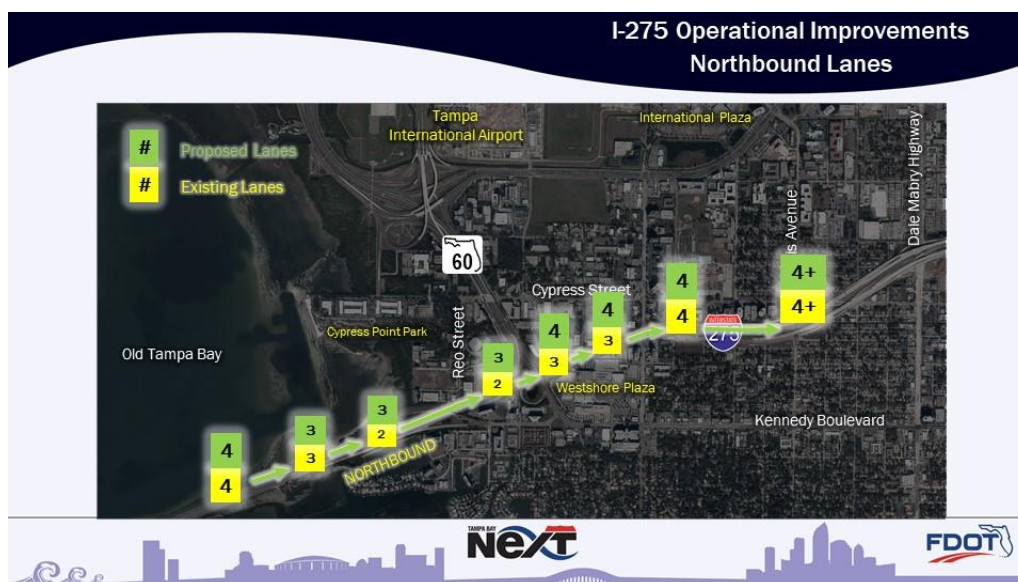 I-275 Operational Improvements
Northbound Lanes
# Proposed Lanes
# Existing Lanes
Tampa
International Airport
International Plaza
Dale Mabry Highway
is Avenue
60
Cypress Street
Cypress Point Park
Reo Street
Old Tampa Bay
Westshore Plaza
Kennedy Boulevard
NORTHBOUND
INTERSTATE
275
4
4
3
3
3
2
3
2
4
3
4
3
4
4
4+
4+
TAMPA BAY
NEXT
FDOT